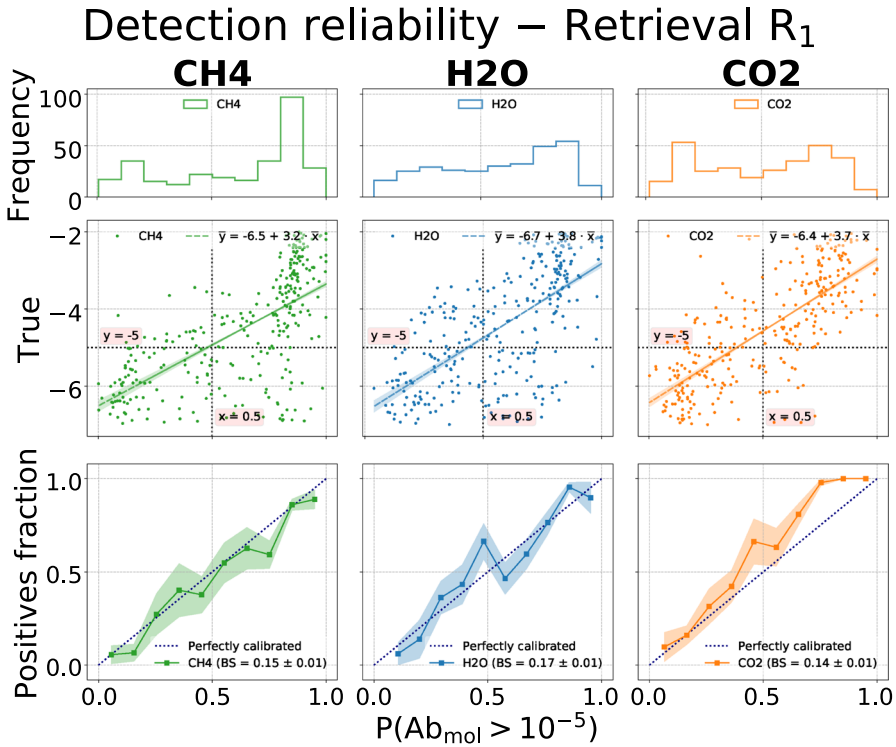 Detection reliability − Retrieval R₁
CH4 H2O CO2
Frequency
100
50
0
CH4
H2O
CO2
True
−2
−4
−6
CH4 y̅ = -6.5 + 3.2 · x̅
y = -5
x = 0.5
H2O y̅ = -6.7 + 3.8 · x̅
y = -5
x = 0.5
CO2 y̅ = -6.4 + 3.7 · x̅
y = -5
x = 0.5
Positives fraction
1.0
0.5
0.0
Perfectly calibrated
CH4 (BS = 0.15 ± 0.01)
Perfectly calibrated
H2O (BS = 0.17 ± 0.01)
Perfectly calibrated
CO2 (BS = 0.14 ± 0.01)
0.0 0.5 1.0 0.0 0.5 1.0 0.0 0.5 1.0
P(Ab_mol > 10⁻⁵)